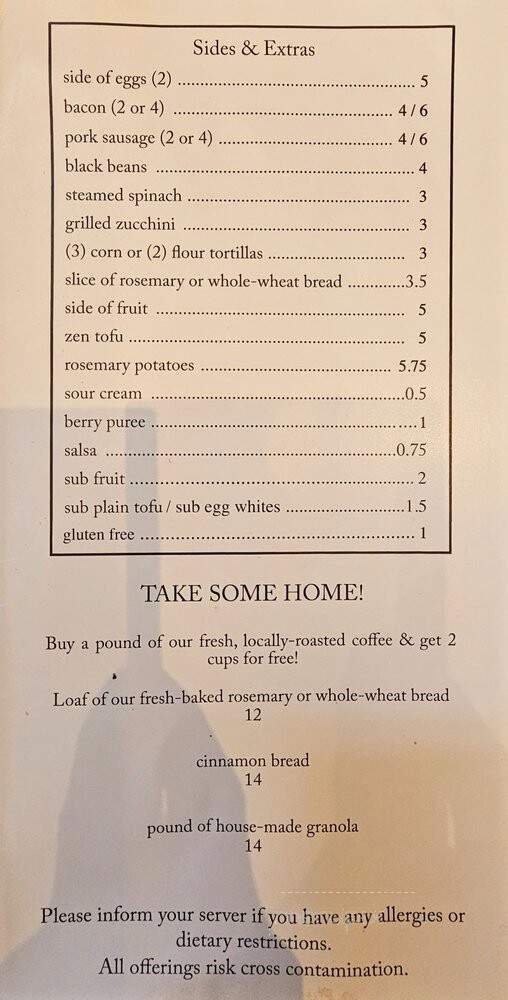 Sides & Extras
side of eggs (2) ........................................................ 5
bacon (2 or 4) ................................................... 4 / 6
pork sausage (2 or 4) ........................................ 4 / 6
black beans ............................................................ 4
steamed spinach .................................................. 3
grilled zucchini .................................................... 3
(3) corn or (2) flour tortillas ................................ 3
slice of rosemary or whole-wheat bread .............3.5
side of fruit .......................................................... 5
zen tofu ................................................................ 5
rosemary potatoes ............................................ 5.75
sour cream ..........................................................0.5
berry puree .............................................................1
salsa ....................................................................0.75
sub fruit ................................................................. 2
sub plain tofu / sub egg whites ...........................1.5
gluten free .............................................................. 1
TAKE SOME HOME!
Buy a pound of our fresh, locally-roasted coffee & get 2
cups for free!
Loaf of our fresh-baked rosemary or whole-wheat bread
12
cinnamon bread
14
pound of house-made granola
14
Please inform your server if you have any allergies or
dietary restrictions.
All offerings risk cross contamination.